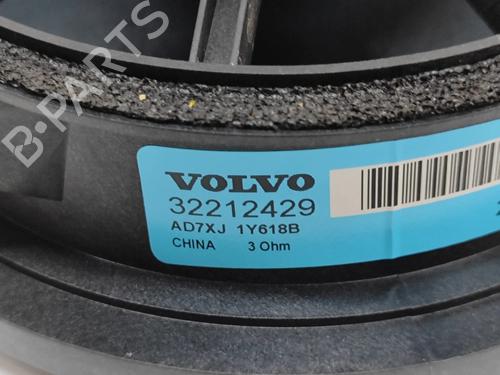 B-PARTS
VOLVO
32212429
AD7XJ 1Y618B
CHINA 3 Ohm